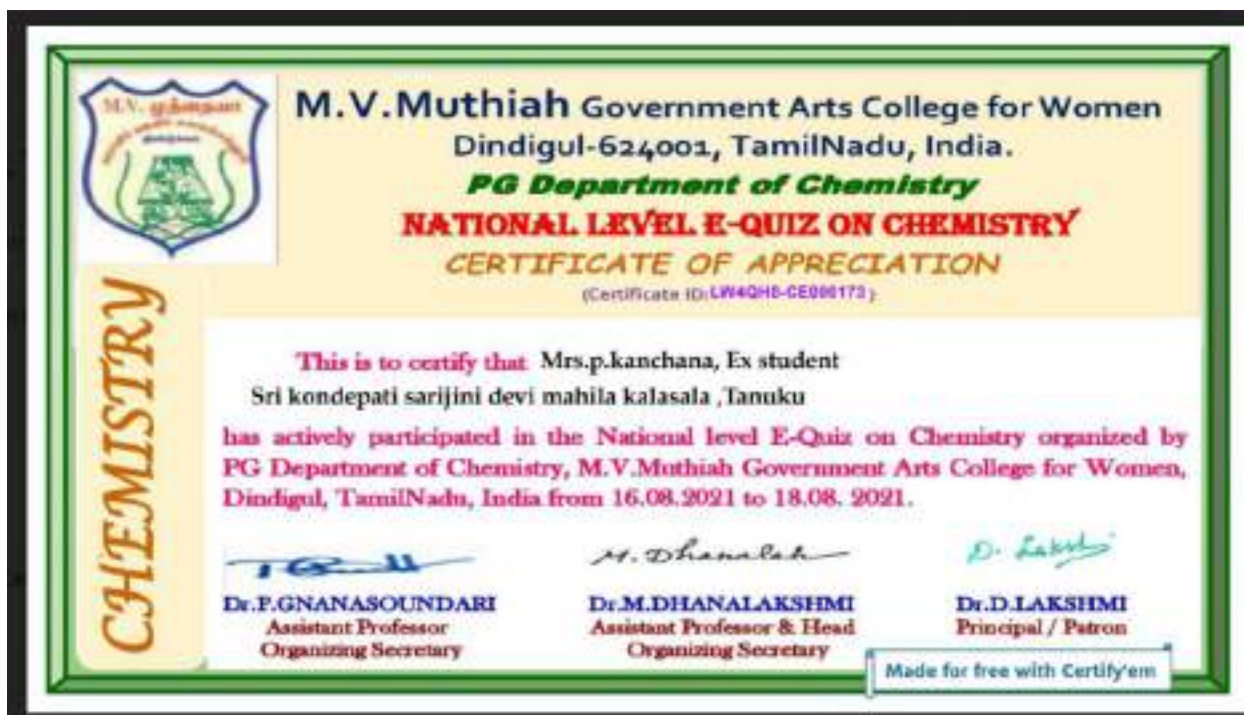 M.V.
M.V.Muthiah Government Arts College for Women
Dindigul-624001, TamilNadu, India.
PG Department of Chemistry
NATIONAL LEVEL E-QUIZ ON CHEMISTRY
CERTIFICATE OF APPRECIATION
(Certificate ID: )
CHEMISTRY
This is to certify that Mrs.p.kanchana, Ex student
Sri kondepati sarijini devi mahila kalasala ,Tanuku
has actively participated in the National level E-Quiz on Chemistry organized by
PG Department of Chemistry, M.V.Muthiah Government Arts College for Women,
Dindigul, TamilNadu, India from 16.08.2021 to 18.08. 2021.
M. Dhanalak
D. Lakshi
Dr.P.GNANASOUNDARI Dr.M.DHANALAKSHMI Dr.D.LAKSHMI
Assistant Professor Assistant Professor & Head Principal / Patron
Organizing Secretary Organizing Secretary
Made for free with Certify'em